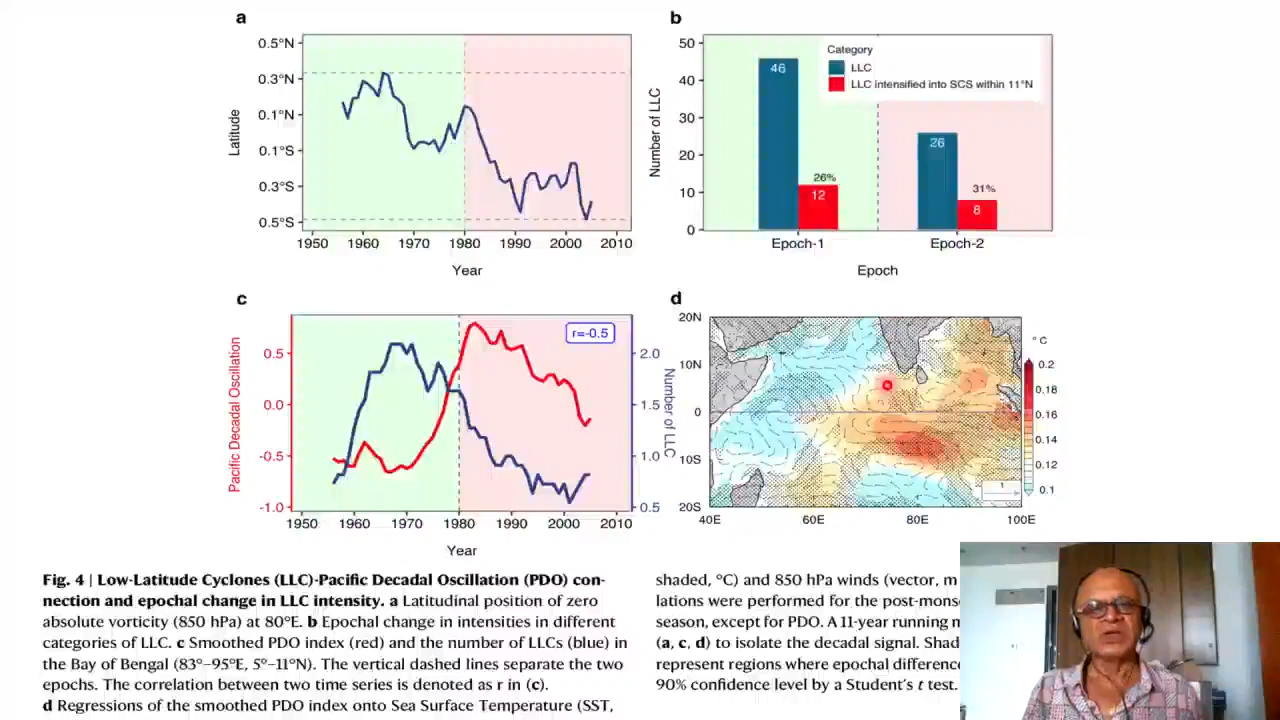 a
0.5°N
0.3°N
0.1°N
0.1°S
0.3°S
0.5°S
Latitude
1950 1960 1970 1980 1990 2000 2010
Year
b
50
40
30
20
10
0
Number of LLC
Category
LLC
LLC intensified into SCS within 11°N
46
26%
12
26
31%
8
Epoch-1 Epoch-2
Epoch
c
0.5
0.0
-0.5
-1.0
Pacific Decadal Oscillation
r=-0.5
2.0
1.5
1.0
0.5
Number of LLC
1950 1960 1970 1980 1990 2000 2010
Year
d
20N
10N
0
10S
20S
40E 60E 80E 100E
°C
0.2
0.18
0.16
0.14
0.12
0.1
1
Fig. 4 | Low-Latitude Cyclones (LLC)-Pacific Decadal Oscillation (PDO) con-
nection and epochal change in LLC intensity. a Latitudinal position of zero
absolute vorticity (850 hPa) at 80°E. b Epochal change in intensities in different
categories of LLC. c Smoothed PDO index (red) and the number of LLCs (blue) in
the Bay of Bengal (83°–95°E, 5°–11°N). The vertical dashed lines separate the two
epochs. The correlation between two time series is denoted as r in (c).
d Regressions of the smoothed PDO index onto Sea Surface Temperature (SST,
shaded, °C) and 850 hPa winds (vector, m
lations were performed for the post-mons
season, except for PDO. A 11-year running m
(a, c, d) to isolate the decadal signal. Shad
represent regions where epochal difference
90% confidence level by a Student's t test.